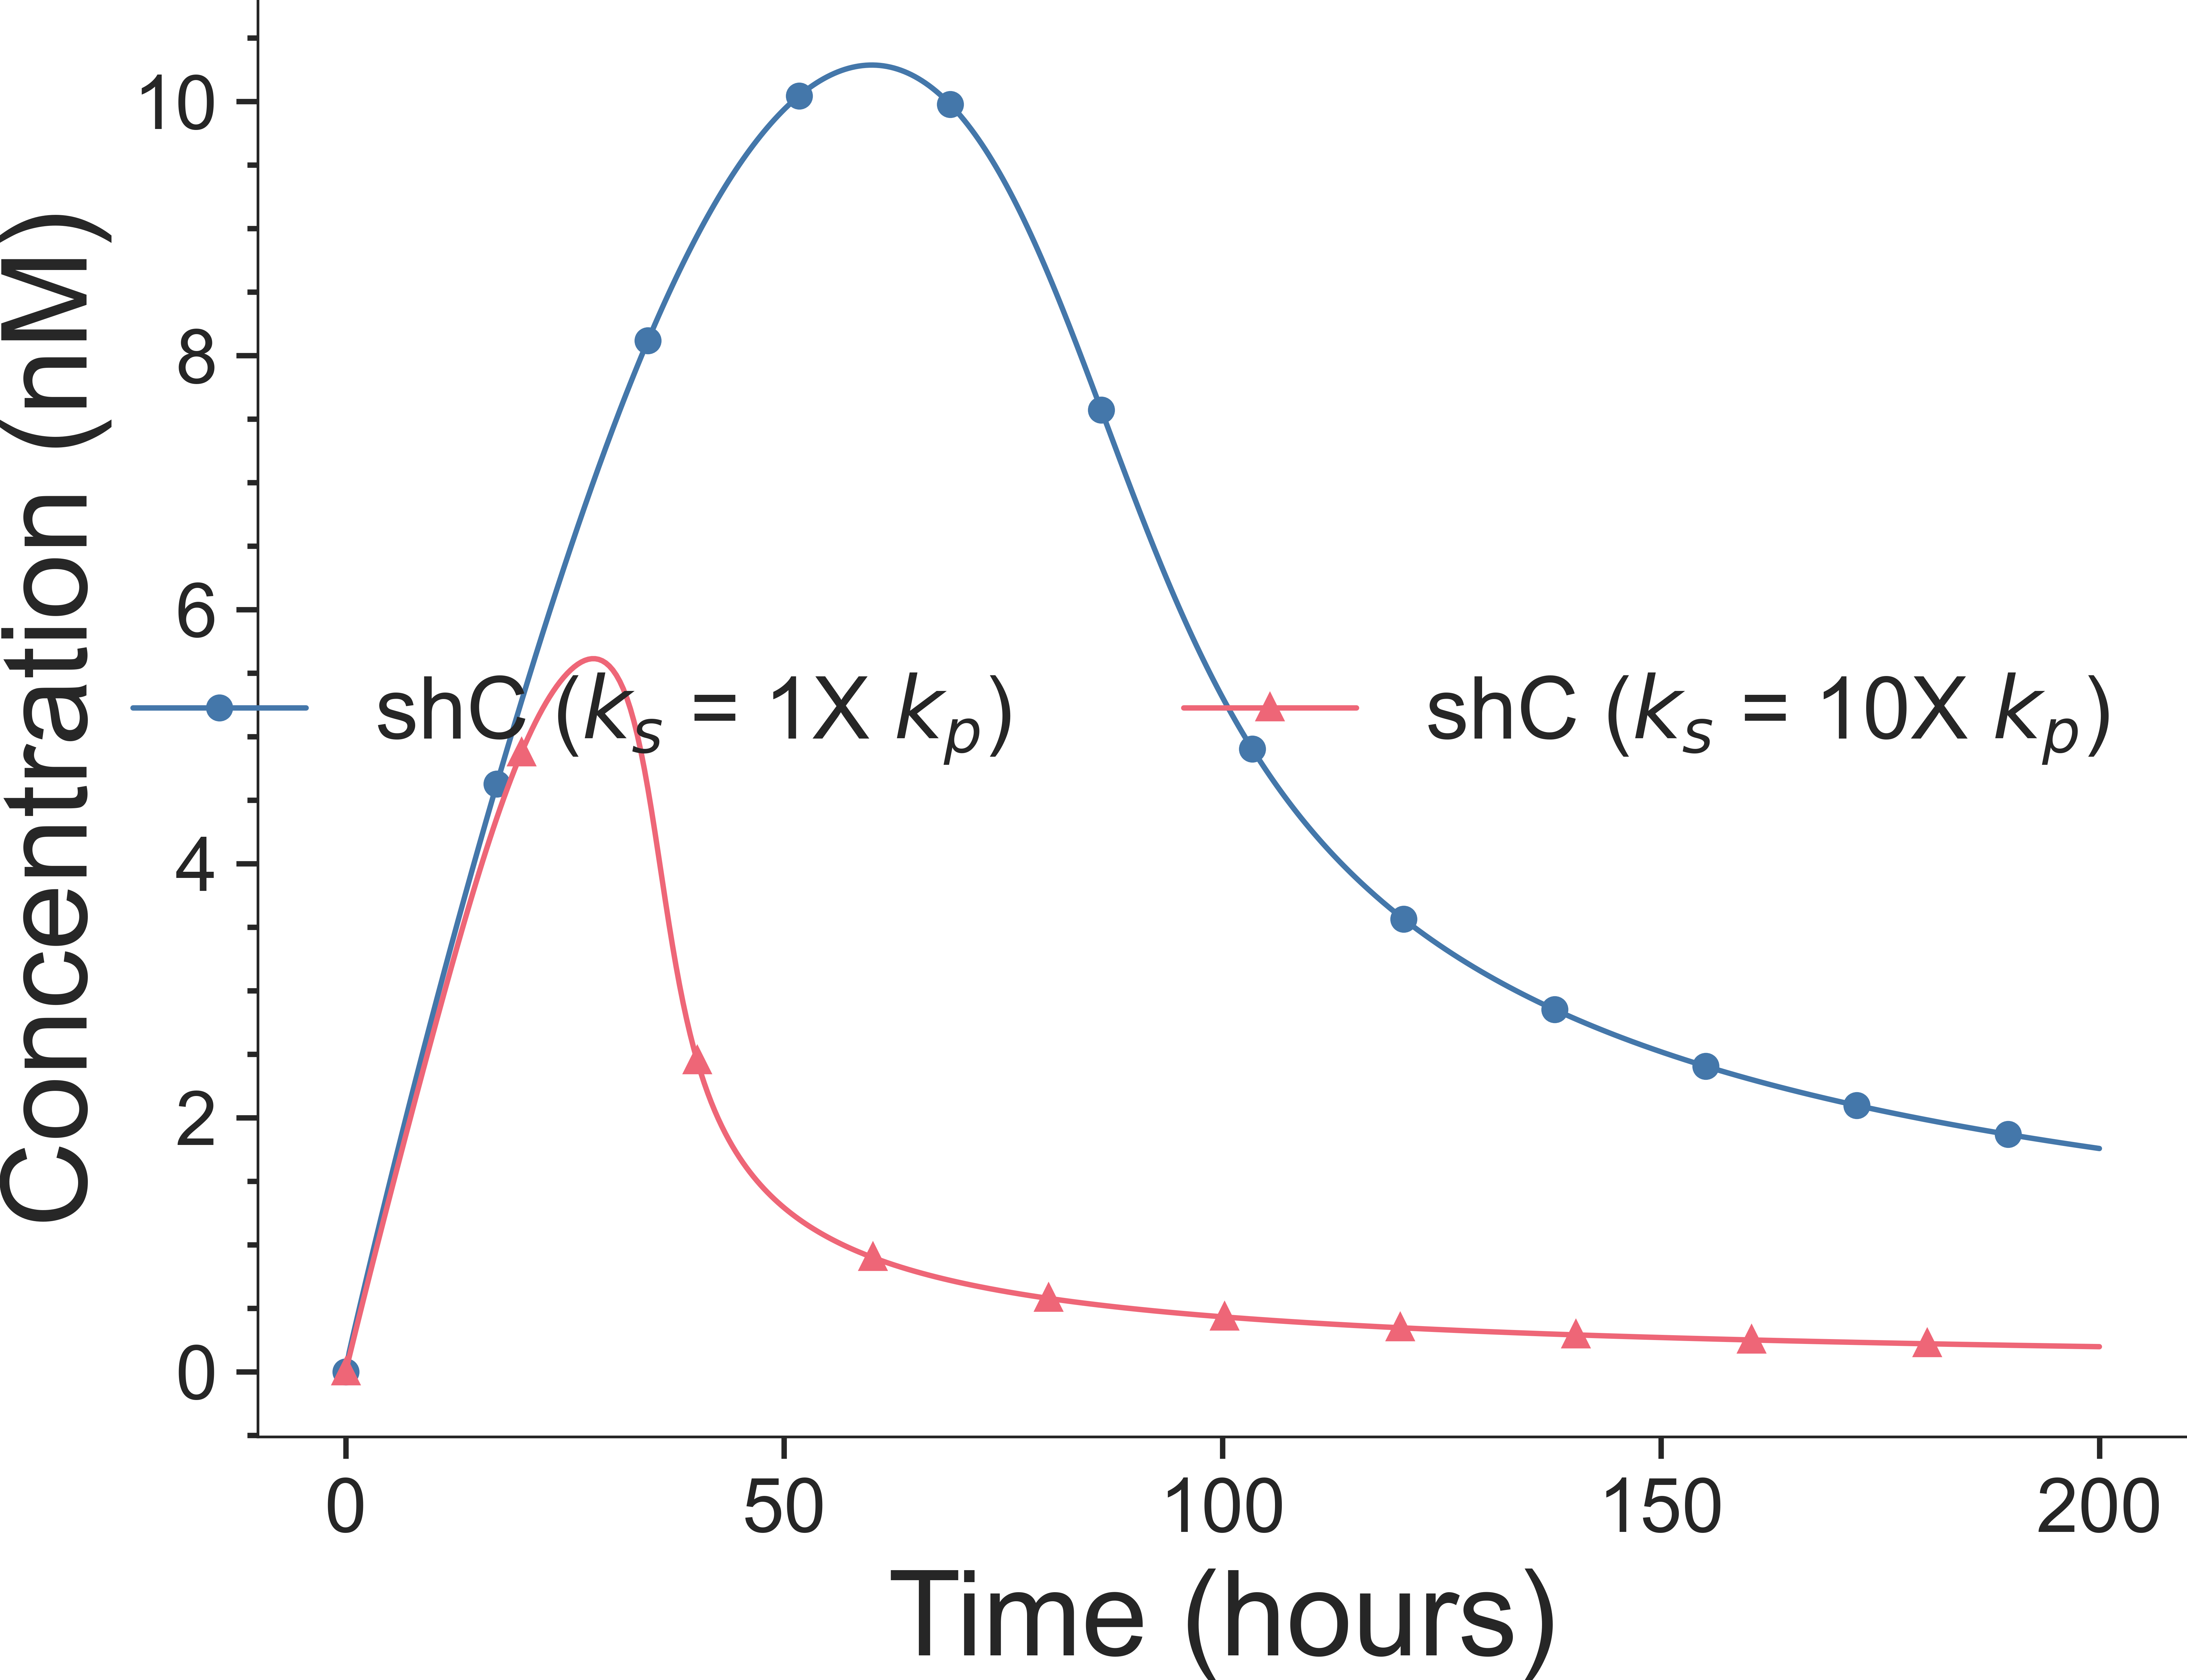 Concentration (nM)
10
8
6
4
2
0
shC (ks = 1X kp)
shC (ks = 10X kp)
0 50 100 150 200
Time (hours)